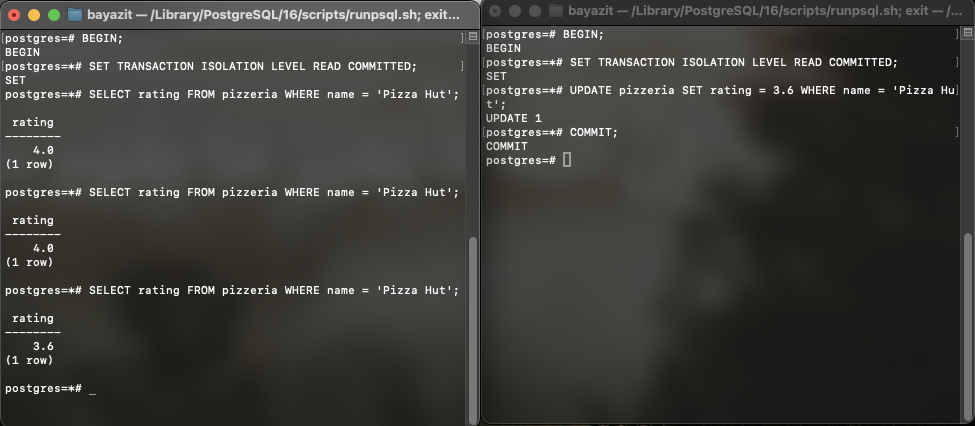 bayazit — /Library/PostgreSQL/16/scripts/runpsql.sh; exit...
[postgres=# BEGIN; ]
BEGIN
[postgres=*# SET TRANSACTION ISOLATION LEVEL READ COMMITTED; ]
SET
postgres=*# SELECT rating FROM pizzeria WHERE name = 'Pizza Hut';
rating
--------
4.0
(1 row)
postgres=*# SELECT rating FROM pizzeria WHERE name = 'Pizza Hut';
rating
--------
4.0
(1 row)
postgres=*# SELECT rating FROM pizzeria WHERE name = 'Pizza Hut';
rating
--------
3.6
(1 row)
postgres=*# _
bayazit — /Library/PostgreSQL/16/scripts/runpsql.sh; exit — /...
[postgres=# BEGIN; ]
BEGIN
[postgres=*# SET TRANSACTION ISOLATION LEVEL READ COMMITTED; ]
SET
[postgres=*# UPDATE pizzeria SET rating = 3.6 WHERE name = 'Pizza Hu]
t';
UPDATE 1
[postgres=*# COMMIT; ]
COMMIT
postgres=#